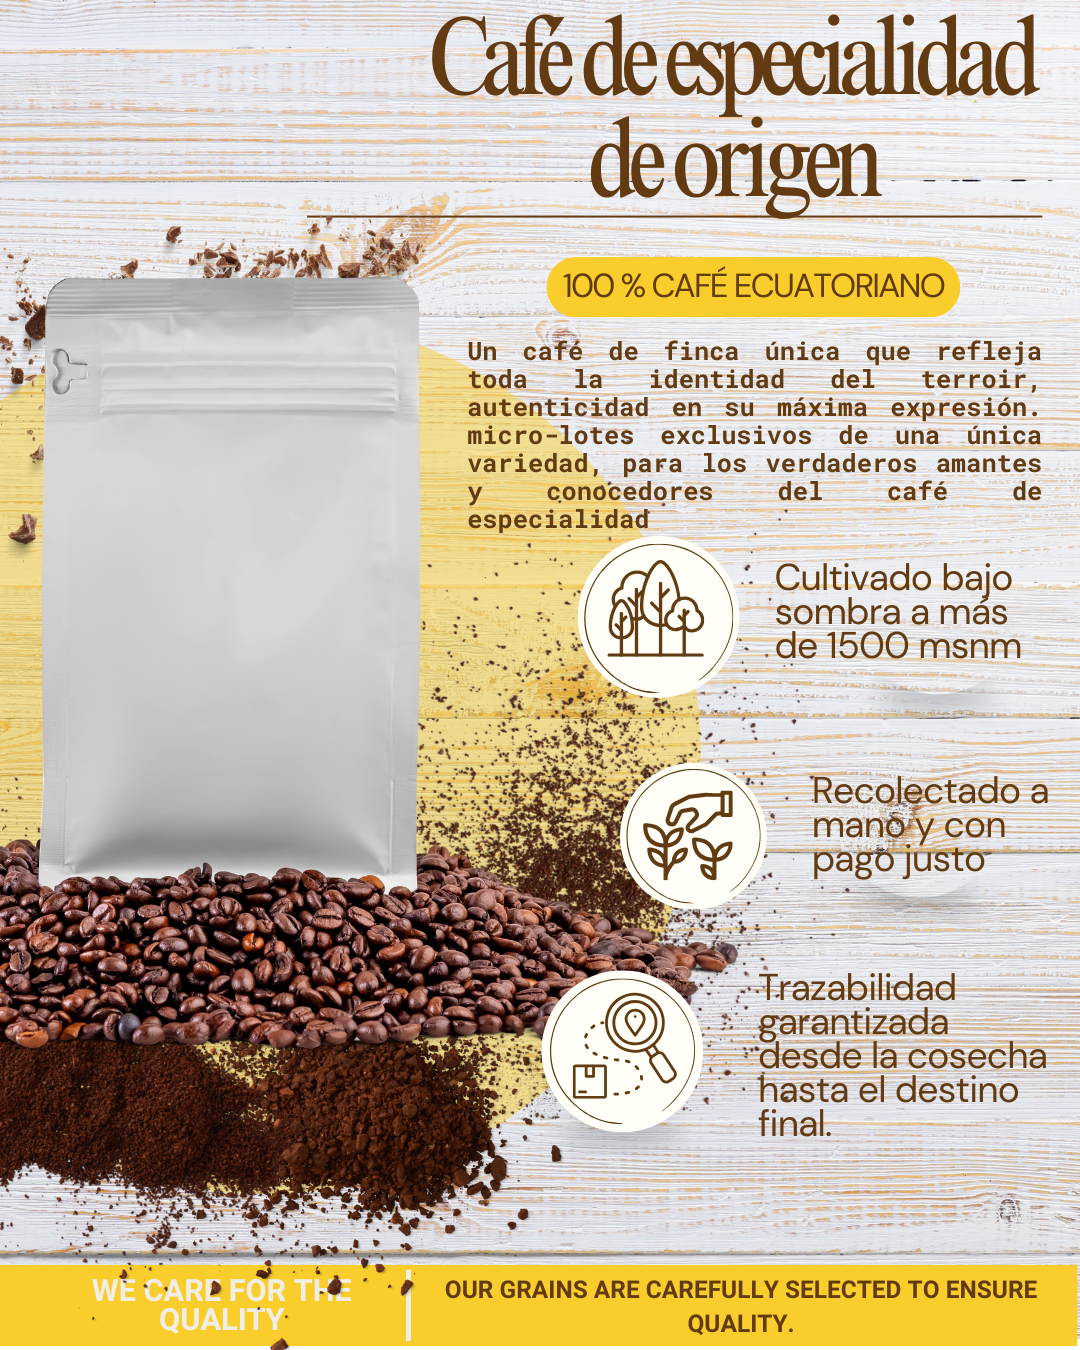 Café de especialidad
de origen
100 % CAFÉ ECUATORIANO
Un café de finca única que refleja
toda la identidad del terroir,
autenticidad en su máxima expresión.
micro-lotes exclusivos de una única
variedad, para los verdaderos amantes
y conocedores del café de
especialidad
Cultivado bajo
sombra a más
de 1500 msnm
Recolectado a
mano y con
pago justo
Trazabilidad
garantizada
desde la cosecha
hasta el destino
final.
WE CARE FOR THE
QUALITY
OUR GRAINS ARE CAREFULLY SELECTED TO ENSURE
QUALITY.